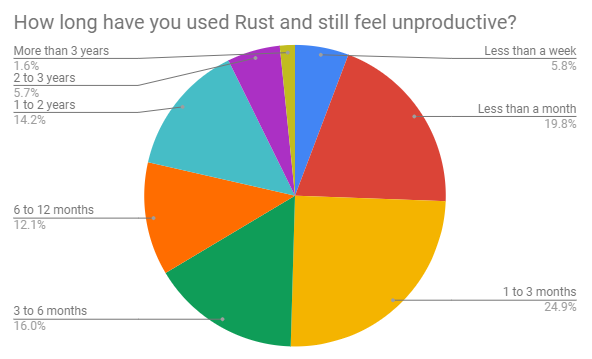 How long have you used Rust and still feel unproductive?
More than 3 years
1.6%
2 to 3 years
5.7%
1 to 2 years
14.2%
6 to 12 months
12.1%
3 to 6 months
16.0%
Less than a week
5.8%
Less than a month
19.8%
1 to 3 months
24.9%